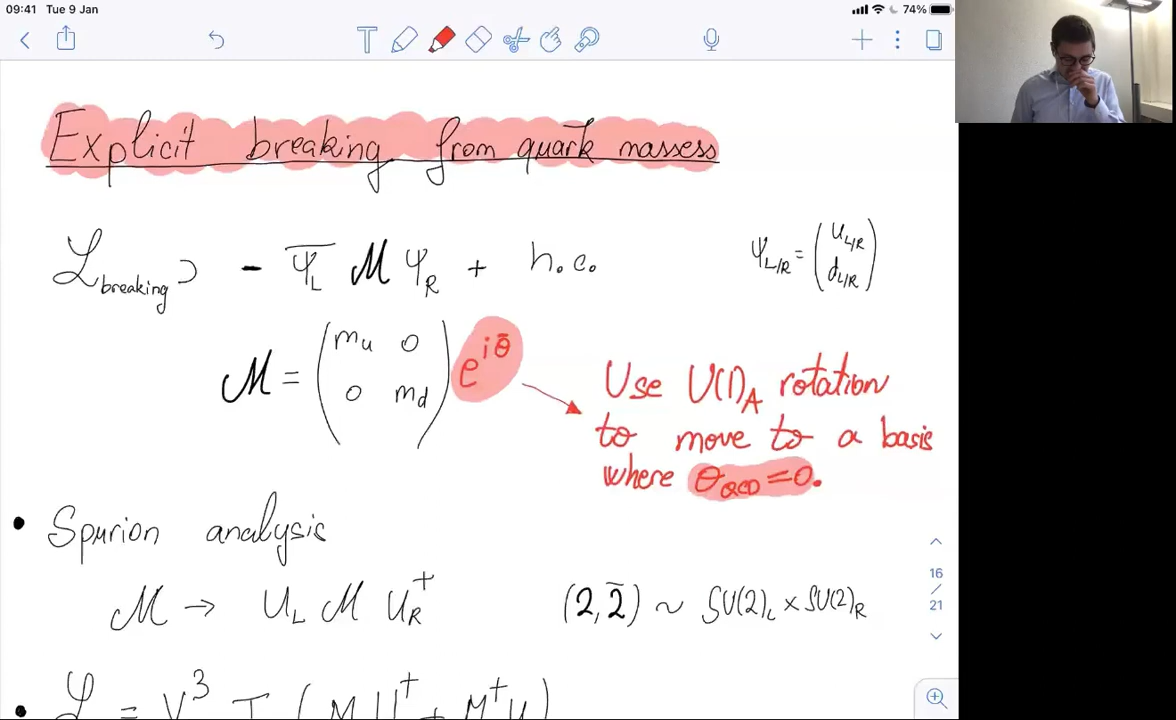 09:41 Tue 9 Jan
74%
Explicit breaking from quark massess
ℒ_breaking ⊃ - ψ̄_L ℳ ψ_R + h.c.
ψ_L/R = (u_L/R d_L/R)
ℳ = (m_u 0 0 m_d) e^{iθ̄}
Use U(1)_A rotation
to move to a basis
where θ_QCD = 0.
• Spurion analysis
ℳ → U_L ℳ U_R^†
(2, 2̄) ~ SU(2)_L × SU(2)_R
16
/
21